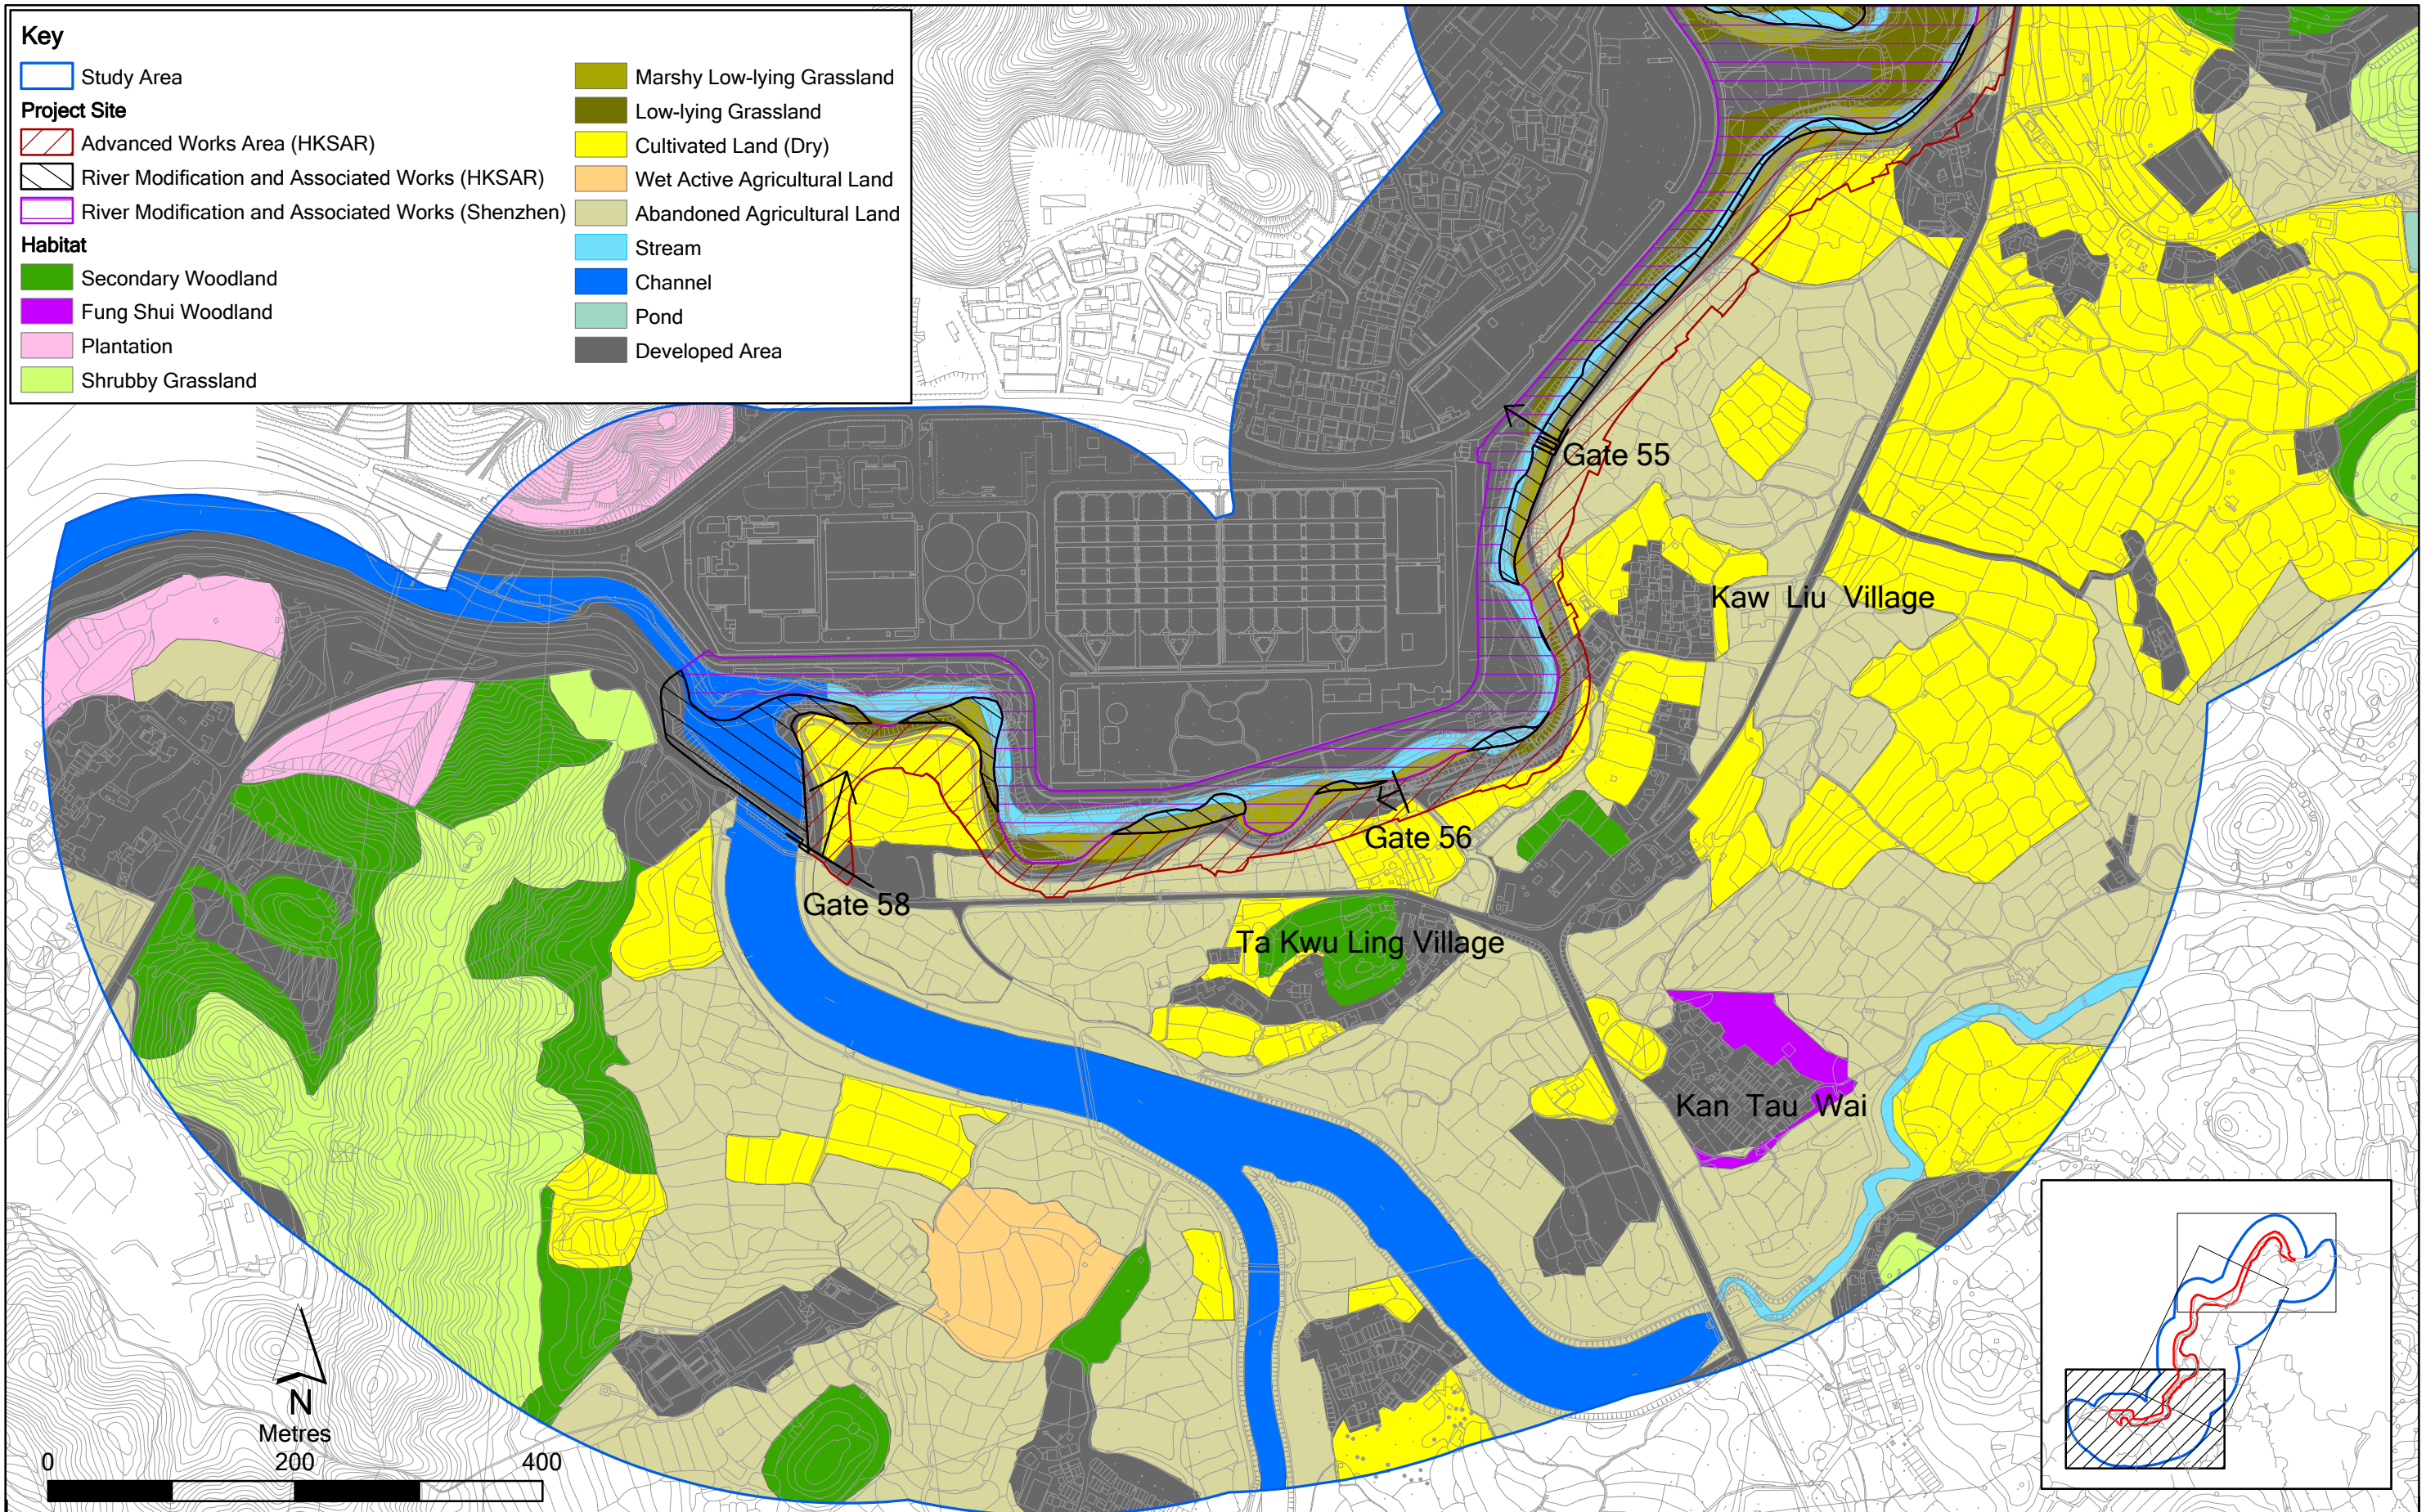 Key
Study Area
Project Site
Advanced Works Area (HKSAR)
River Modification and Associated Works (HKSAR)
River Modification and Associated Works (Shenzhen)
Habitat
Secondary Woodland
Fung Shui Woodland
Plantation
Shrubby Grassland
Marshy Low-lying Grassland
Low-lying Grassland
Cultivated Land (Dry)
Wet Active Agricultural Land
Abandoned Agricultural Land
Stream
Channel
Pond
Developed Area
Gate 55
Kaw Liu Village
Gate 56
Gate 58
Ta Kwu Ling Village
Kan Tau Wai
N
Metres
0 200 400